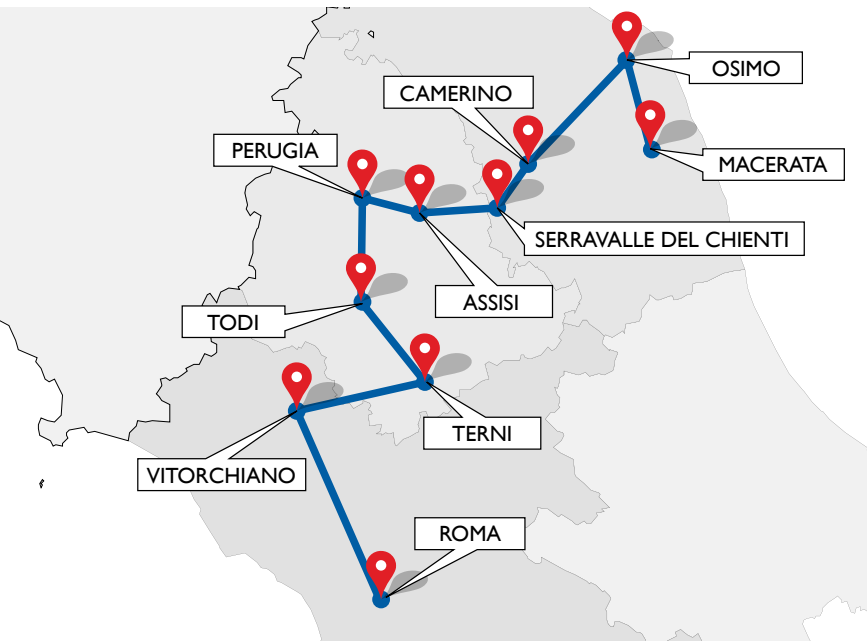 OSIMO
CAMERINO
PERUGIA
MACERATA
SERRAVALLE DEL CHIENTI
ASSISI
TODI
TERNI
VITORCHIANO
ROMA